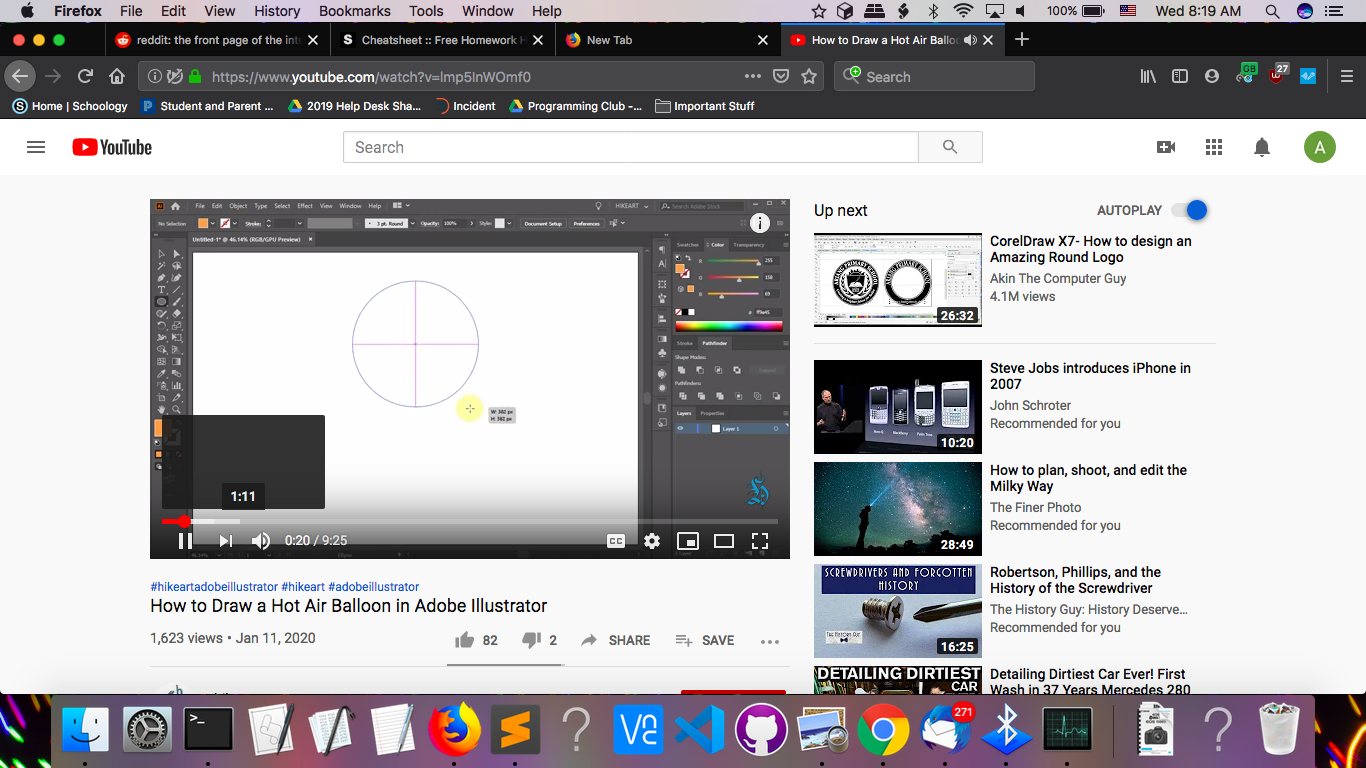 Firefox File Edit View History Bookmarks Tools Window Help 100% Wed 8:19 AM
reddit: the front page of the inte
Cheatsheet :: Free Homework H
New Tab
How to Draw a Hot Air Balloo
https://www.youtube.com/watch?v=lmp5lnWOmf0
Search
GB
27
Home | Schoology
Student and Parent ...
2019 Help Desk Sha...
Incident
Programming Club -...
Important Stuff
YouTube
Search
A
File Edit Object Type Select Effect View Window Help
HIKEART
Search Adobe Stock
No Selection
Stroke:
3 pt. Round
Opacity: 100%
Style:
Document Setup
Preferences
Untitled-1* @ 46.14% (RGB/GPU Preview)
Swatches Color Transparency
R 255
G 158
B 69
# ff9e45
Stroke Pathfinder
Shape Modes:
Expand
Pathfinders:
Layers Properties
Layer 1
W: 382 px
H: 382 px
1:11
0:20 / 9:25
CC
#hikeartadobeillustrator #hikeart #adobeillustrator
How to Draw a Hot Air Balloon in Adobe Illustrator
1,623 views • Jan 11, 2020
82
2
SHARE
SAVE
Up next
AUTOPLAY
CorelDraw X7- How to design an
Amazing Round Logo
Akin The Computer Guy
4.1M views
26:32
Steve Jobs introduces iPhone in
2007
John Schroter
Recommended for you
10:20
How to plan, shoot, and edit the
Milky Way
The Finer Photo
Recommended for you
28:49
SCREWDRIVERS AND FORGOTTEN
HISTORY
THE HISTORY GUY
Robertson, Phillips, and the
History of the Screwdriver
The History Guy: History Deserve...
Recommended for you
16:25
DETAILING DIRTIEST
CAR
Detailing Dirtiest Car Ever! First
Wash in 37 Years Mercedes 280
271